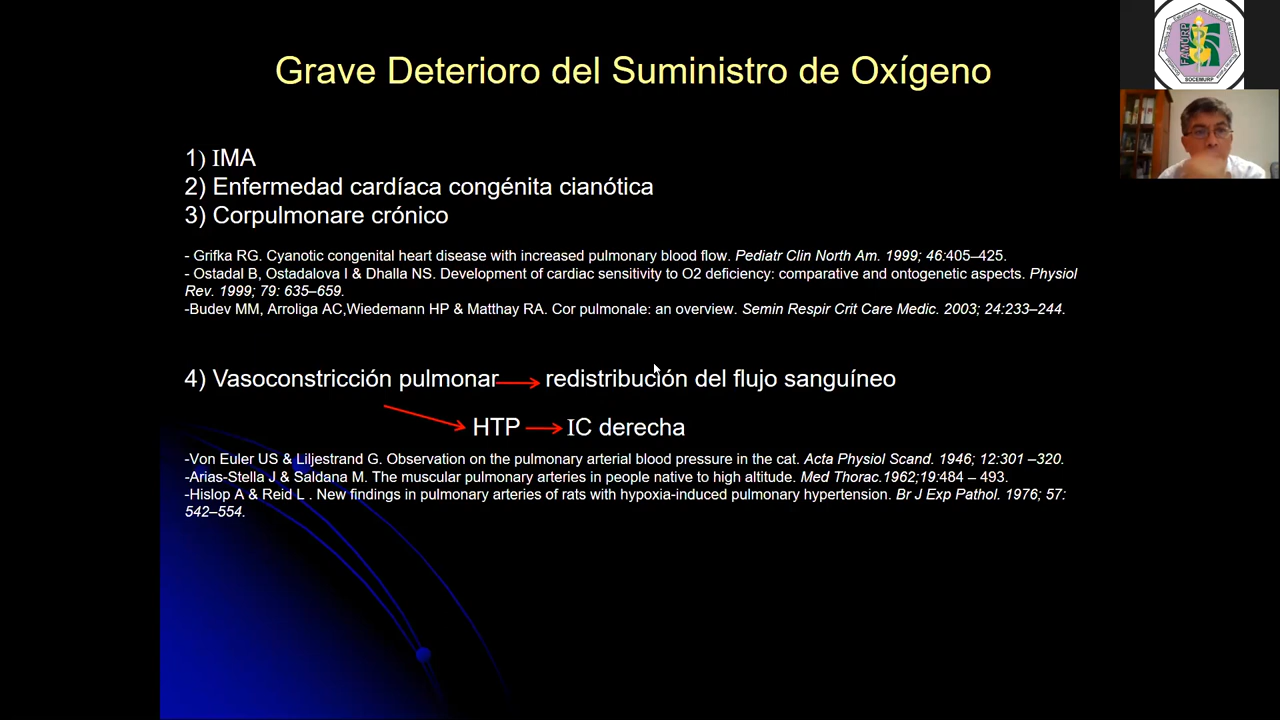 Grave Deterioro del Suministro de Oxígeno
1) IMA
2) Enfermedad cardíaca congénita cianótica
3) Corpulmonare crónico
- Grifka RG. Cyanotic congenital heart disease with increased pulmonary blood flow. Pediatr Clin North Am. 1999; 46:405–425.
- Ostadal B, Ostadalova I & Dhalla NS. Development of cardiac sensitivity to O2 deficiency: comparative and ontogenetic aspects. Physiol
Rev. 1999; 79: 635–659.
-Budev MM, Arroliga AC,Wiedemann HP & Matthay RA. Cor pulmonale: an overview. Semin Respir Crit Care Medic. 2003; 24:233–244.
4) Vasoconstricción pulmonar redistribución del flujo sanguíneo
HTP IC derecha
-Von Euler US & Liljestrand G. Observation on the pulmonary arterial blood pressure in the cat. Acta Physiol Scand. 1946; 12:301 –320.
-Arias-Stella J & Saldana M. The muscular pulmonary arteries in people native to high altitude. Med Thorac.1962;19:484 – 493.
-Hislop A & Reid L . New findings in pulmonary arteries of rats with hypoxia-induced pulmonary hypertension. Br J Exp Pathol. 1976; 57:
542–554.
FAMURP
SOCEMURP